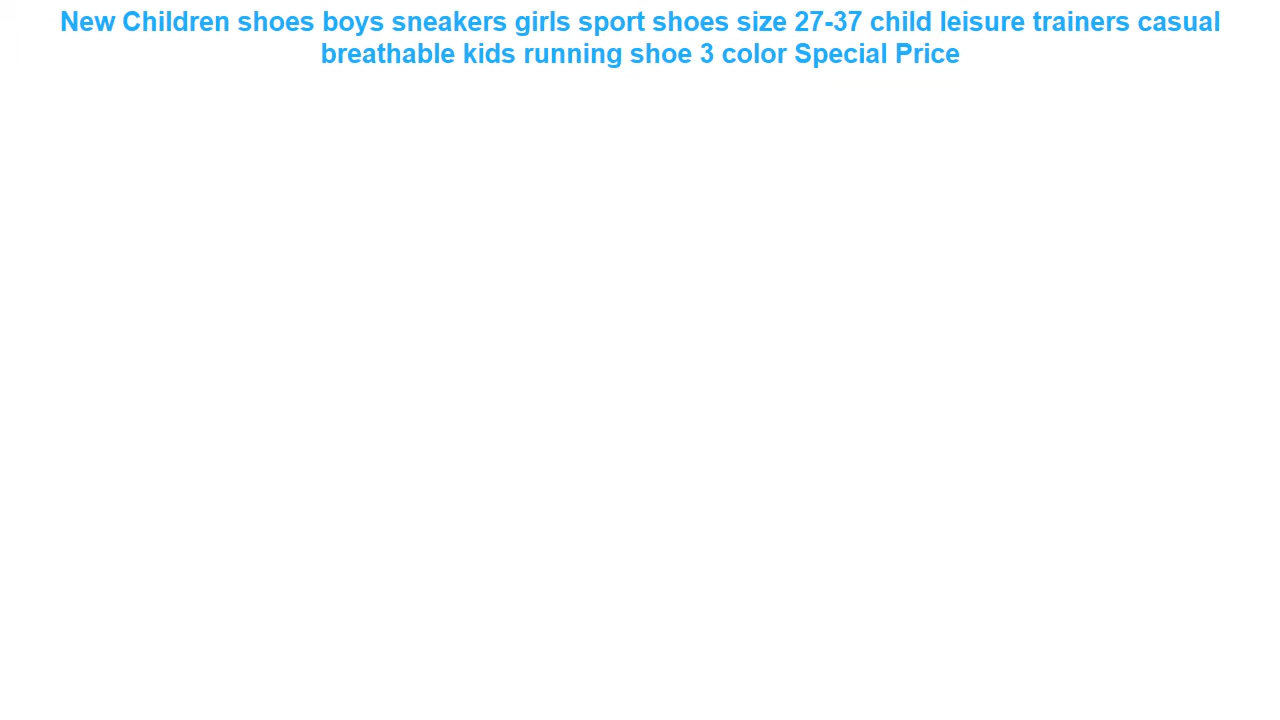 New Children shoes boys sneakers girls sport shoes size 27-37 child leisure trainers casual
breathable kids running shoe 3 color Special Price